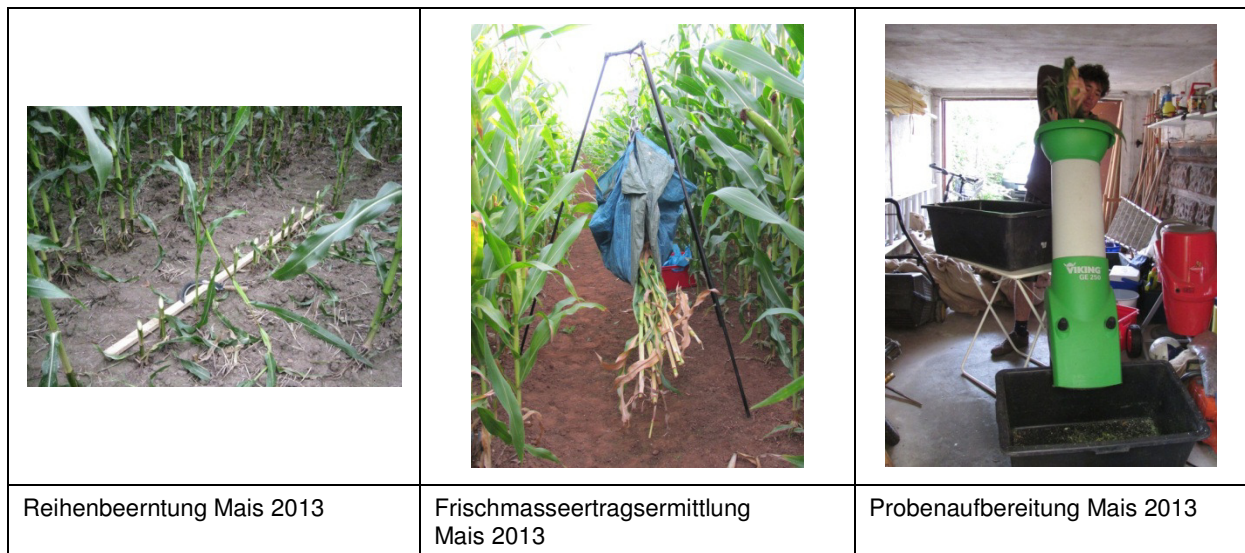 VIKING
GE 250
Reihenbeerntung Mais 2013
Frischmasseertragsermittlung
Mais 2013
Probenaufbereitung Mais 2013